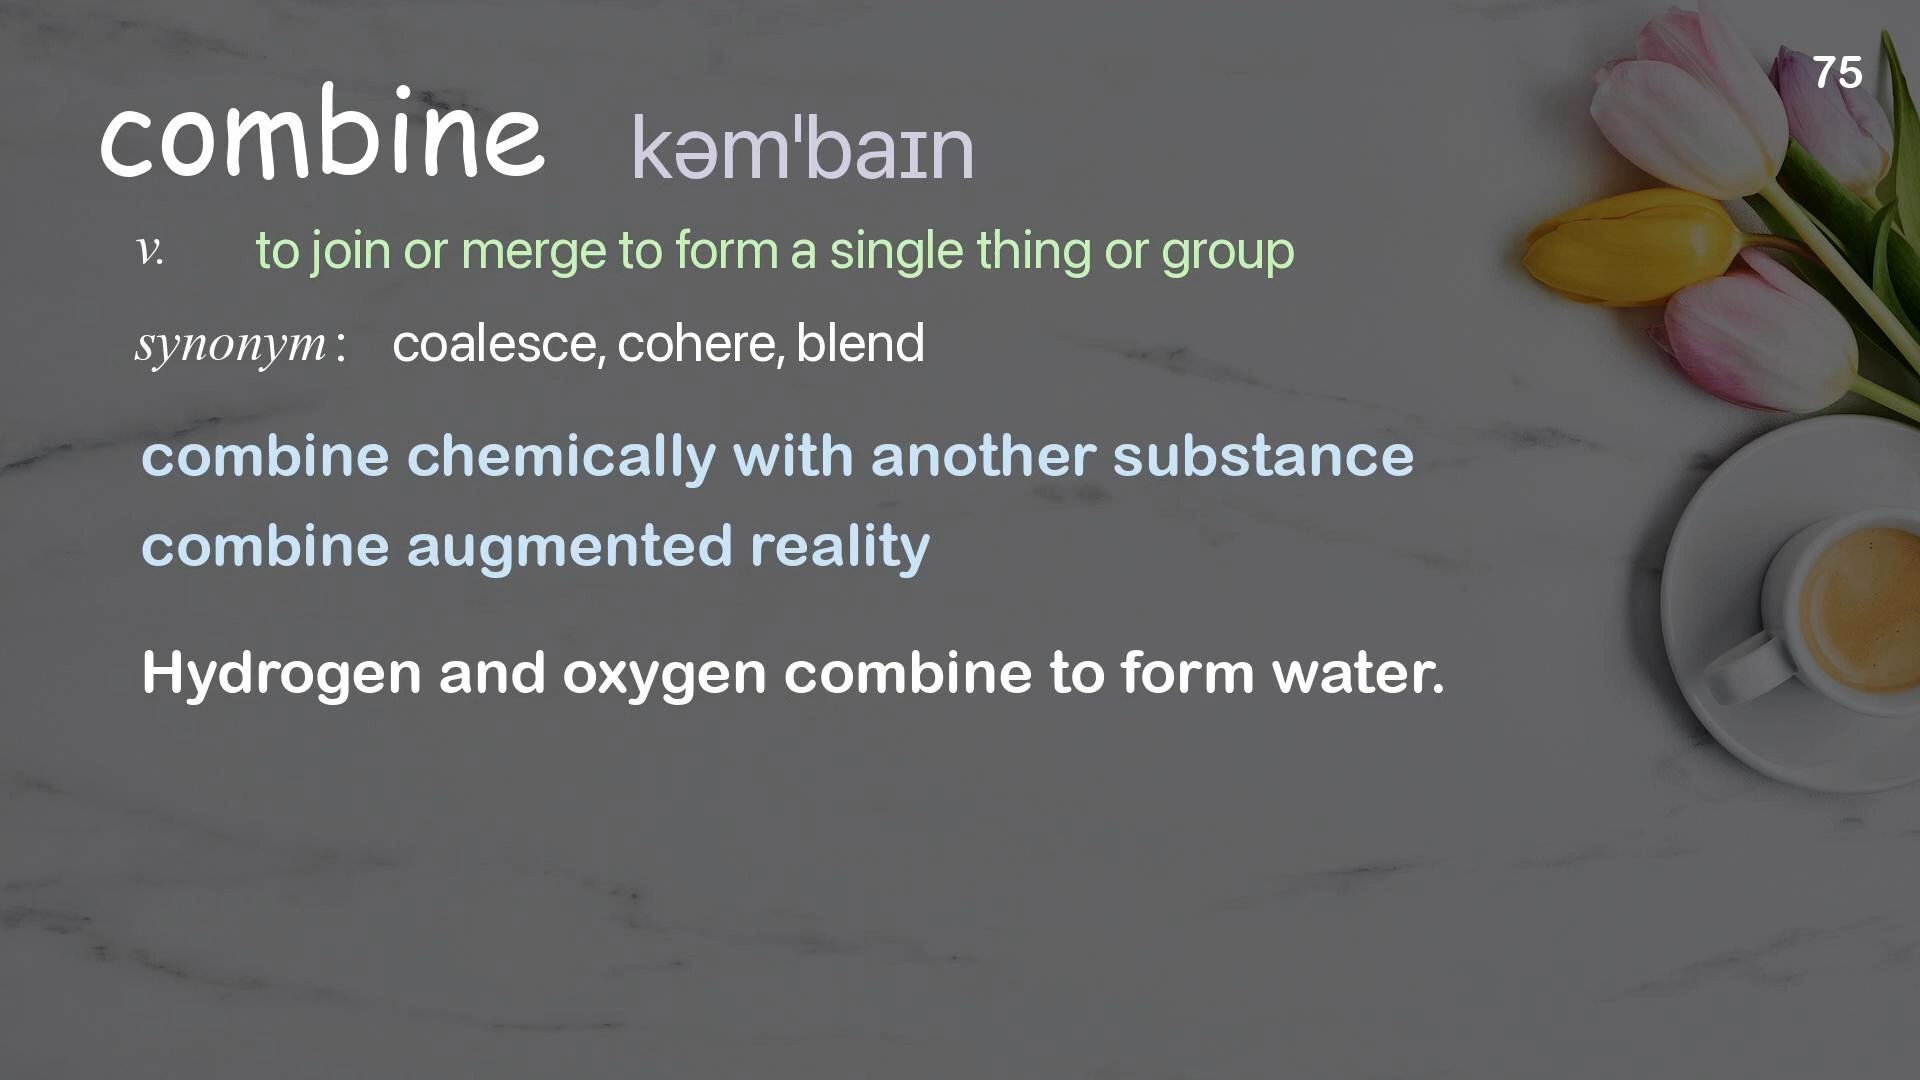 75
combine kəm'baɪn
v. to join or merge to form a single thing or group
synonym : coalesce, cohere, blend
combine chemically with another substance
combine augmented reality
Hydrogen and oxygen combine to form water.